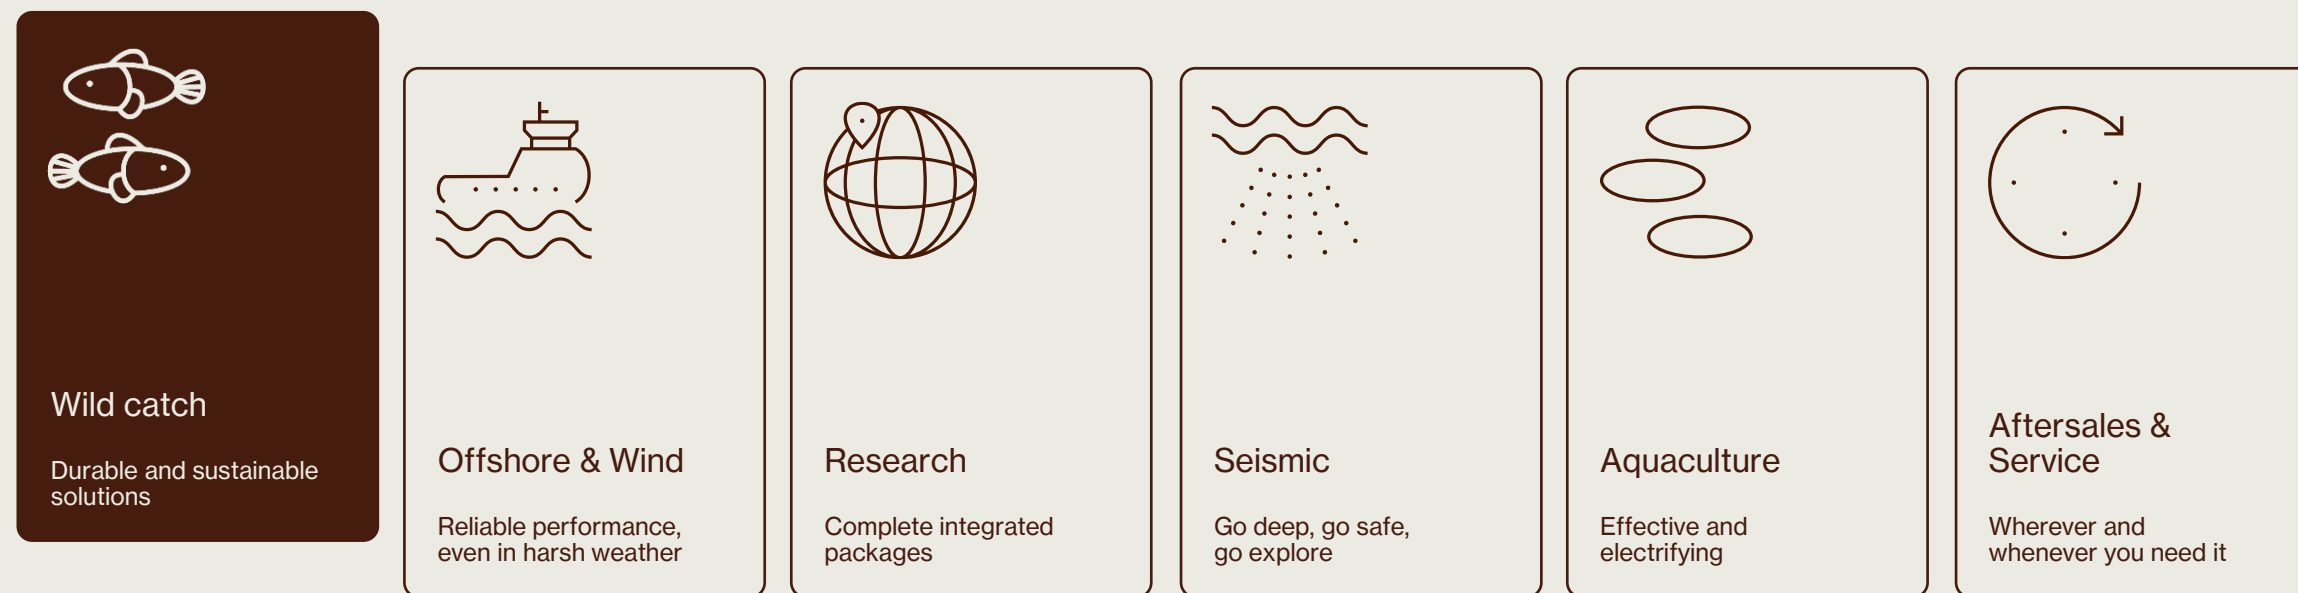 Wild catch
Durable and sustainable
solutions
Offshore & Wind
Reliable performance,
even in harsh weather
Research
Complete integrated
packages
Seismic
Go deep, go safe,
go explore
Aquaculture
Effective and
electrifying
Aftersales &
Service
Wherever and
whenever you need it